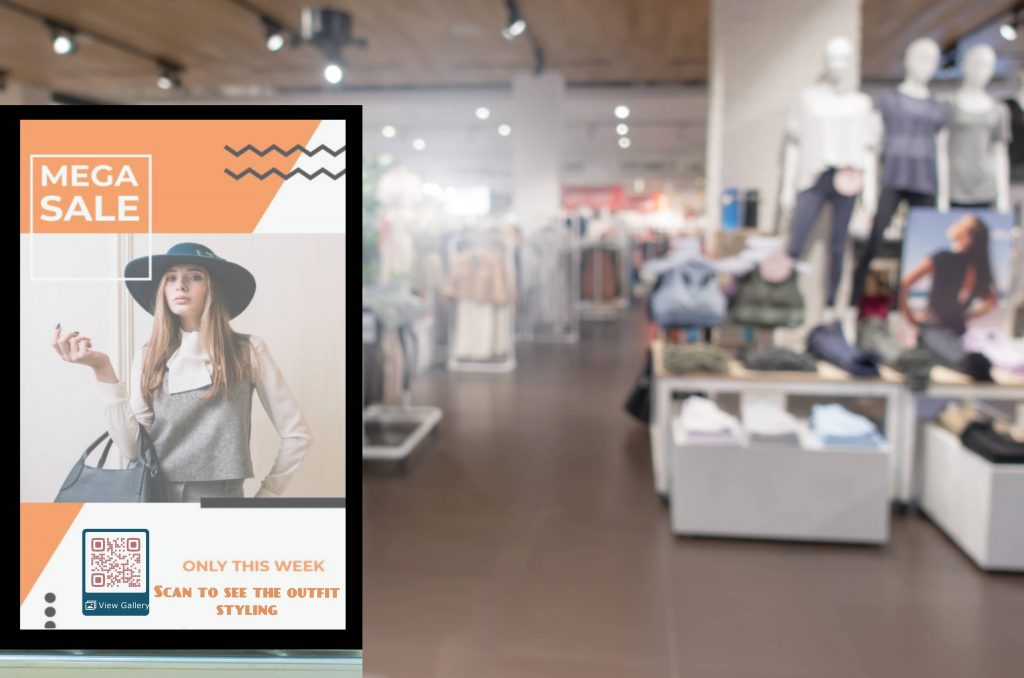 MEGA
SALE
ONLY THIS WEEK
Scan to see the outfit
styling
View Gallery